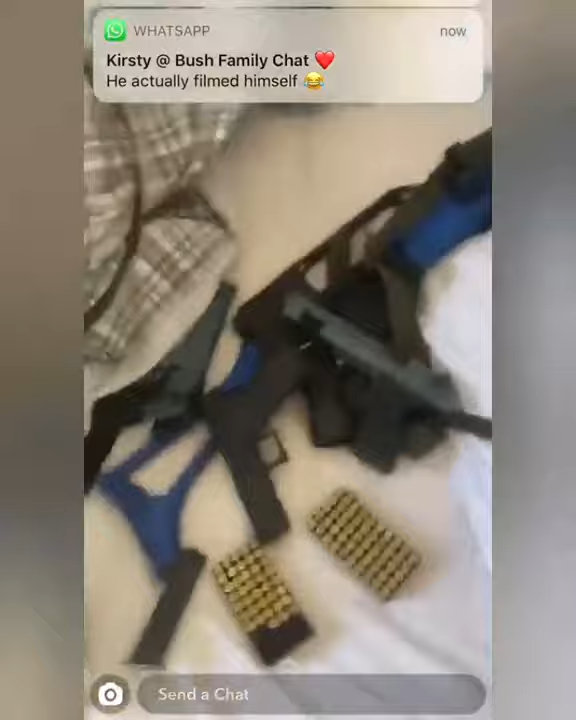 WHATSAPP
now
Kirsty @ Bush Family Chat ❤️
He actually filmed himself 😂
Send a Chat